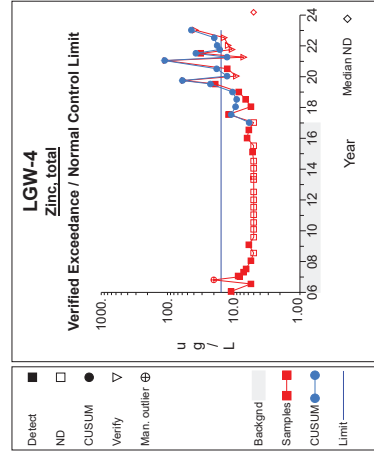 LGW-4
Zinc, total
Verified Exceedance / Normal Control Limit
1000.
100.
10.0
1.00
u g / L
06
08
10
12
14
16
18
20
22
24
Year
Median ND
Detect
ND
CUSUM
Verify
Man. outlier
Backgnd
Samples
CUSUM
Limit